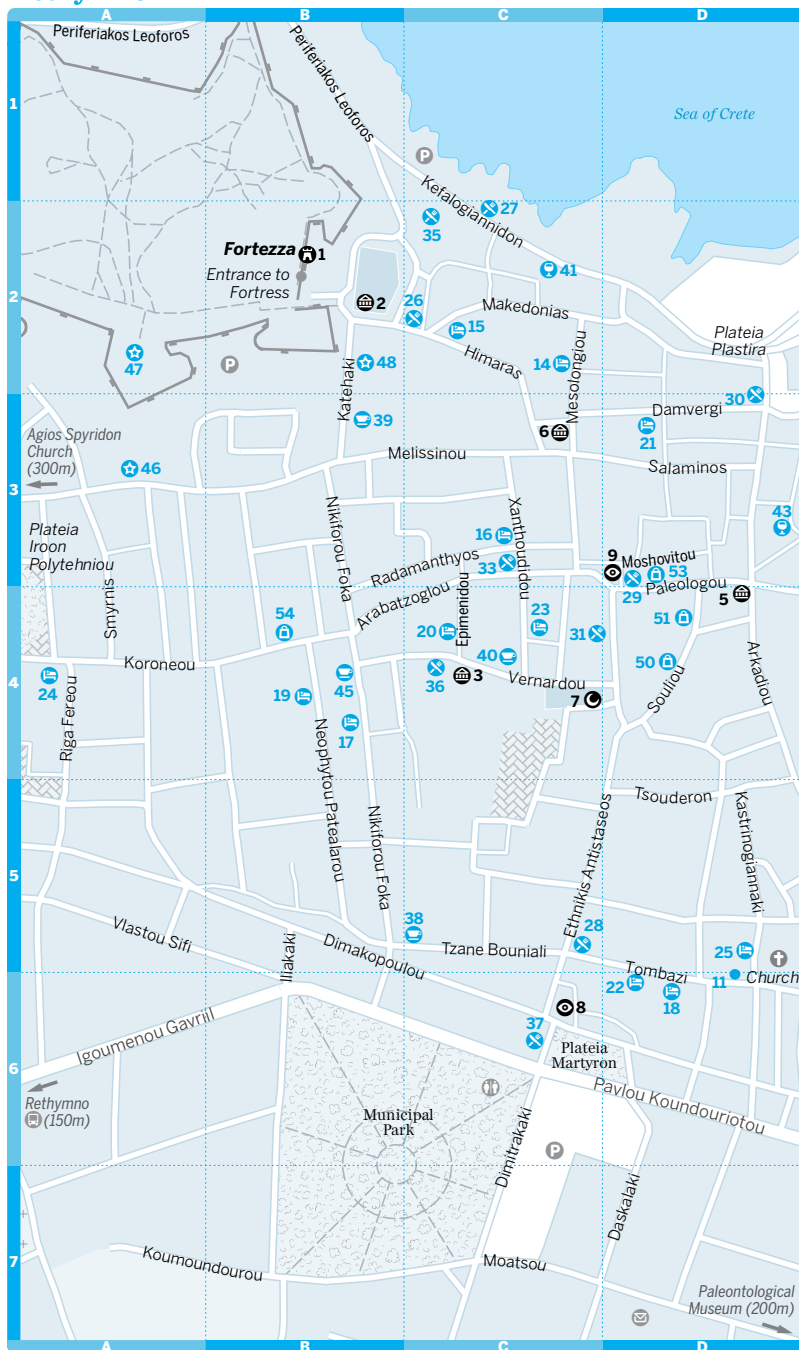 A
B
C
D
Periferiakos Leoforos
Periferiakos Leoforos
1
Sea of Crete
P
Kefalogiannidon
27
35
Fortezza
1
Entrance to
Fortress
41
2
2
26
15
Makedonias
Plateia
Plastira
47
P
Katehaki
48
Himaras
14
Mesolongiou
30
39
Damvergi
21
6
Agios Spyridon
Church
(300m)
46
Melissinou
Salaminos
3
43
Plateia
Iroon
Polytehniou
Nikiforou Foka
Xanthoudidou
16
9
Moshovitou
Radamanthyos
33
53
29
Paleologou
5
Smyrnis
Arabatzoglou
Epimenidou
54
20
23
31
51
Arkadiou
Koroneou
40
50
4
24
45
36
3
Vernardou
Souliou
19
7
Riga Fereou
17
Neophytou Patealarou
Tsouderon
Kastrinogiannaki
Nikiforou Foka
Ethnikis Antistaseos
5
38
28
Vlastou Sifi
Iliakaki
Dimakopoulou
Tzane Bouniali
25
Tombazi
11
Church
22
18
8
37
Igoumenou Gavriil
Plateia
Martyron
6
Pavlou Koundouriotou
Rethymno
(150m)
Municipal
Park
Dimitrakaki
P
Daskalaki
7
Koumoundourou
Moatsou
Paleontological
Museum (200m)
A
B
C
D